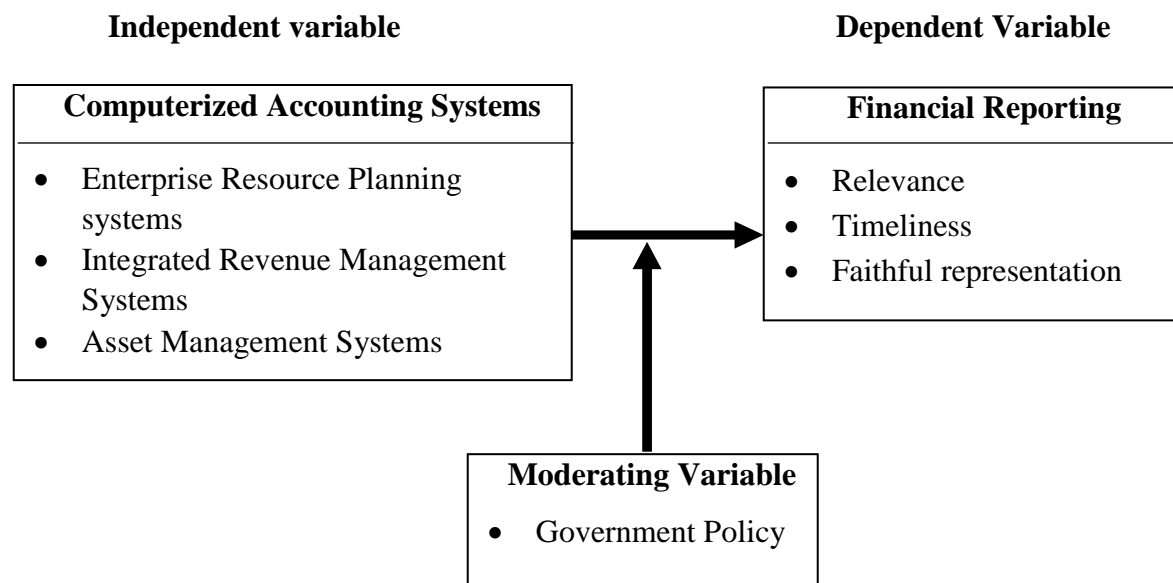 Independent variable
Dependent Variable
Computerized Accounting Systems
• Enterprise Resource Planning
systems
• Integrated Revenue Management
Systems
• Asset Management Systems
Financial Reporting
• Relevance
• Timeliness
• Faithful representation
Moderating Variable
• Government Policy